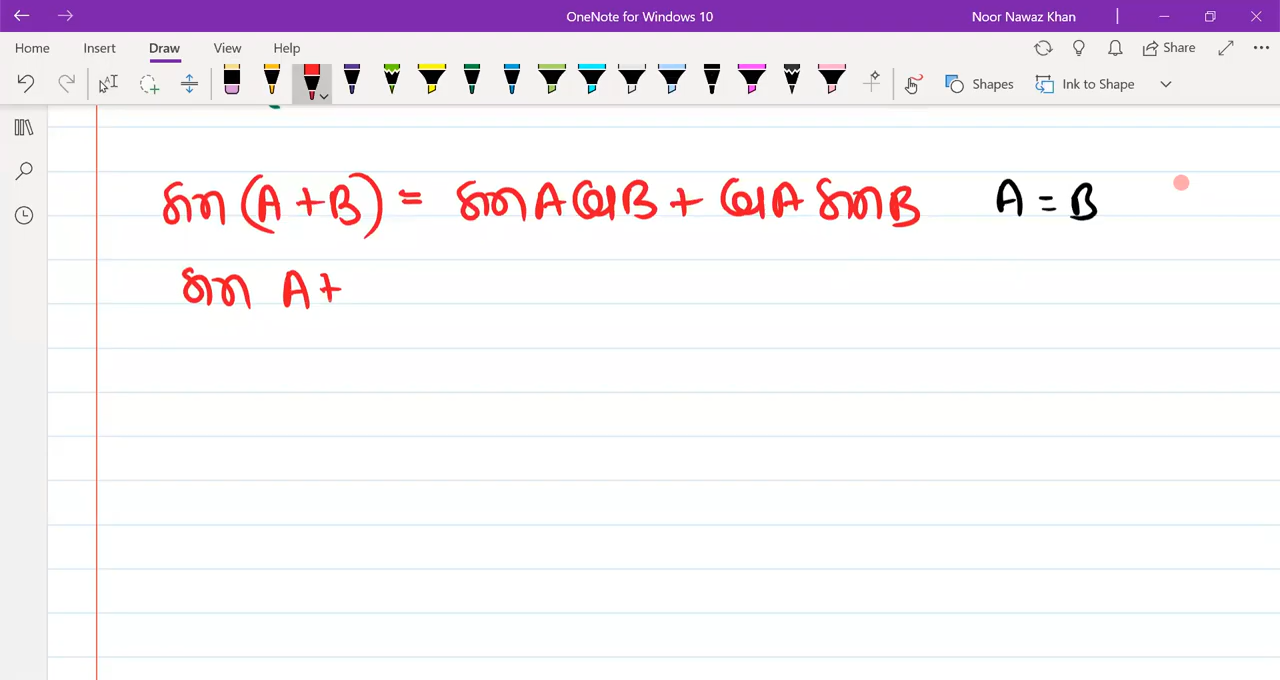 OneNote for Windows 10 Noor Nawaz Khan
Home Insert Draw View Help Share
Shapes Ink to Shape
sin (A + B) = sin A cos B + cos A sin B A = B
sin A +